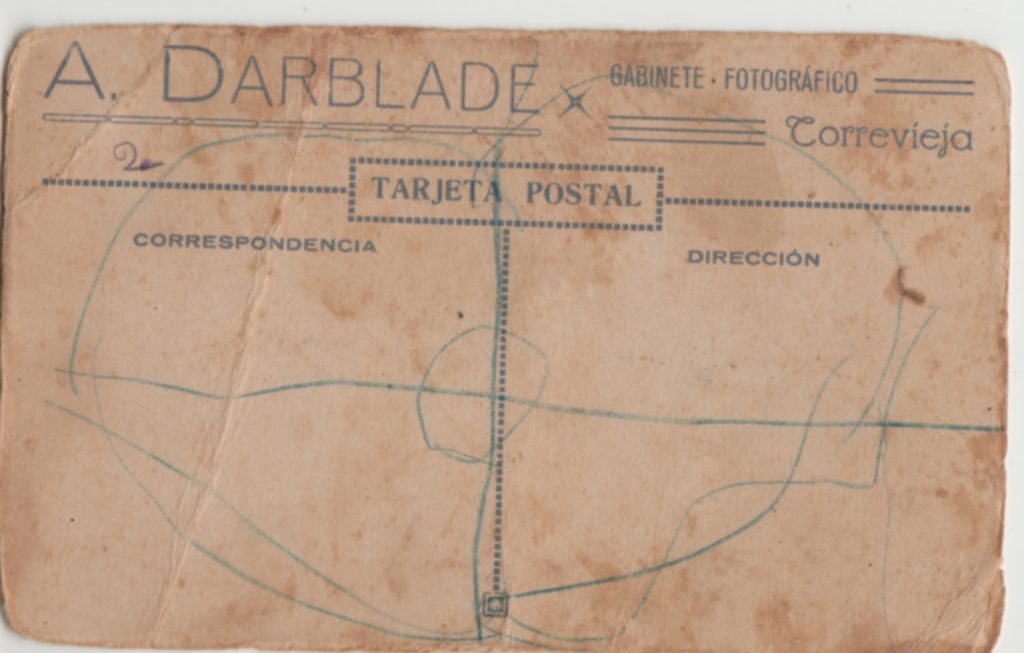 A. DARBLADE
GABINETE · FOTOGRÁFICO
Torrevieja
2
TARJETA POSTAL
CORRESPONDENCIA
DIRECCIÓN